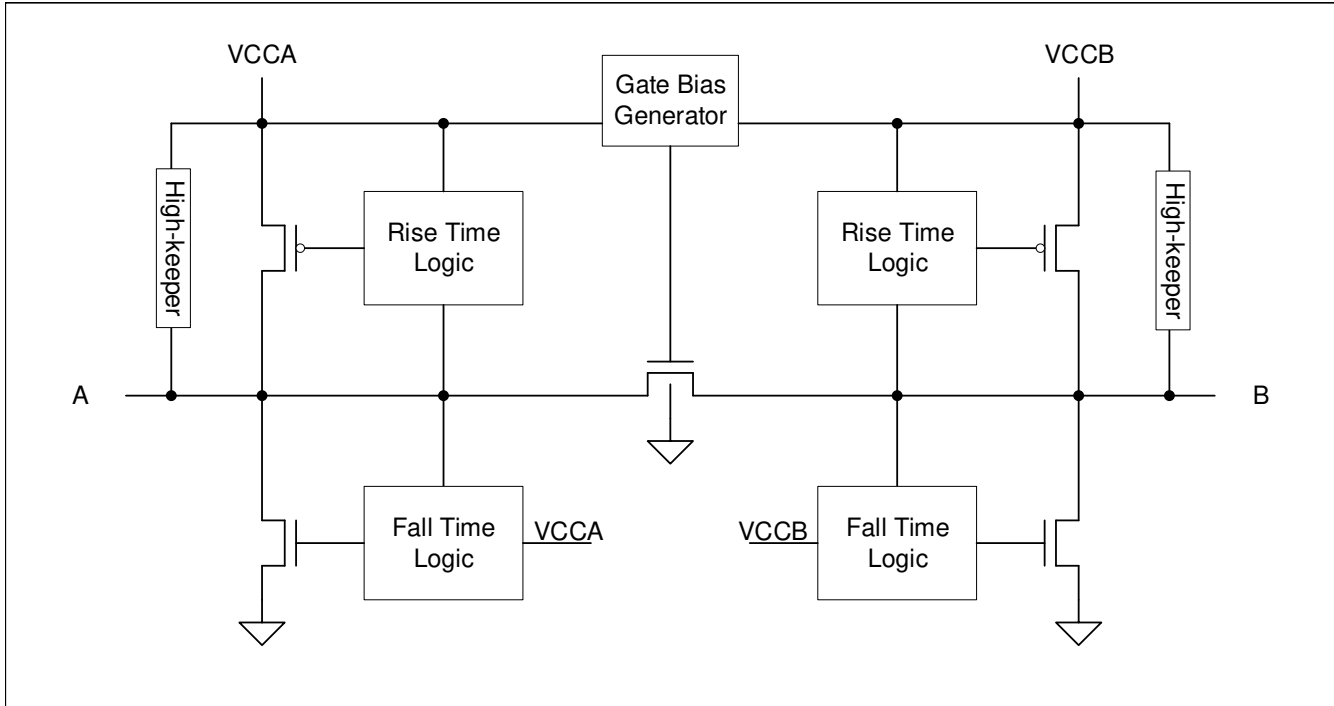 VCCA
Gate Bias
Generator
VCCB
High-keeper
Rise Time
Logic
Rise Time
Logic
High-keeper
A
B
Fall Time
Logic
VCCA
VCCB
Fall Time
Logic